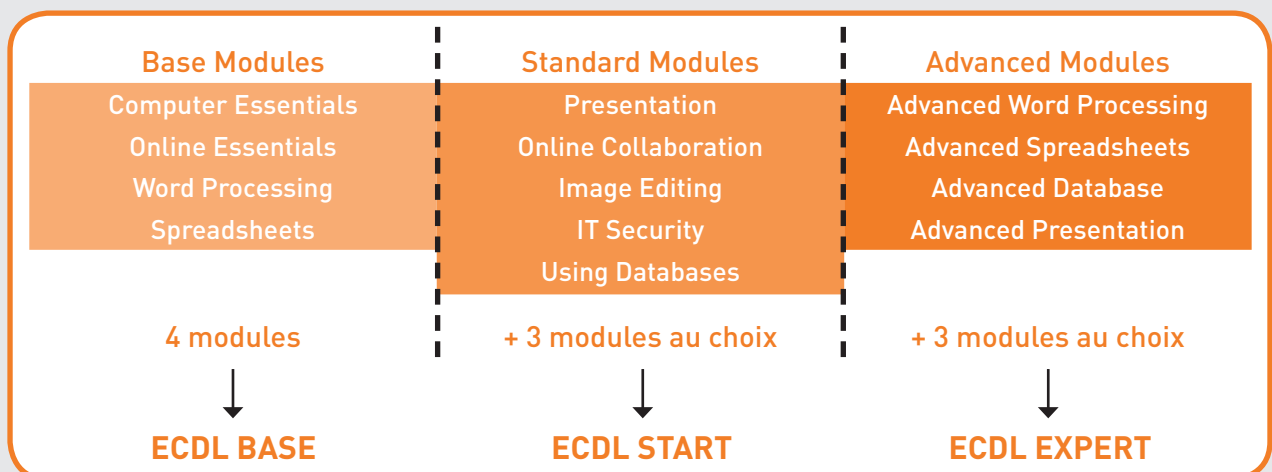 Base Modules
Computer Essentials
Online Essentials
Word Processing
Spreadsheets
4 modules
ECDL BASE
Standard Modules
Presentation
Online Collaboration
Image Editing
IT Security
Using Databases
+ 3 modules au choix
ECDL START
Advanced Modules
Advanced Word Processing
Advanced Spreadsheets
Advanced Database
Advanced Presentation
+ 3 modules au choix
ECDL EXPERT